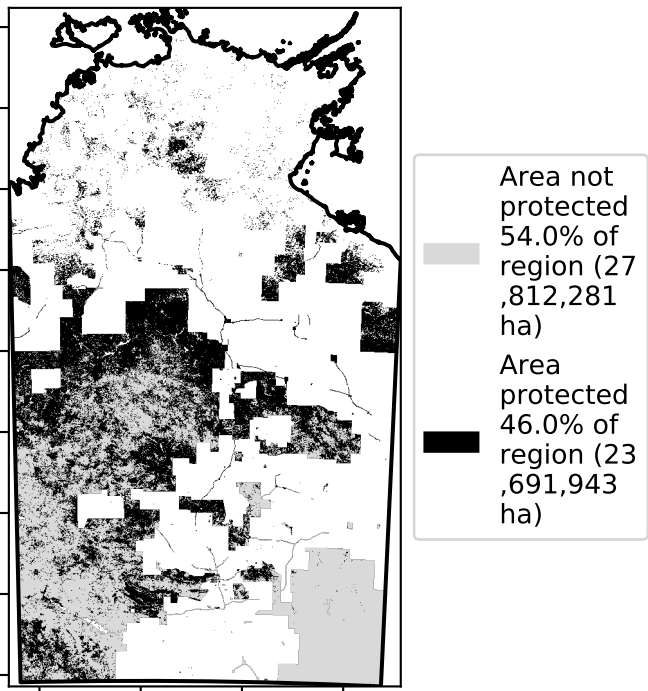 Area not
protected
54.0% of
region (27
,812,281
ha)
Area
protected
46.0% of
region (23
,691,943
ha)